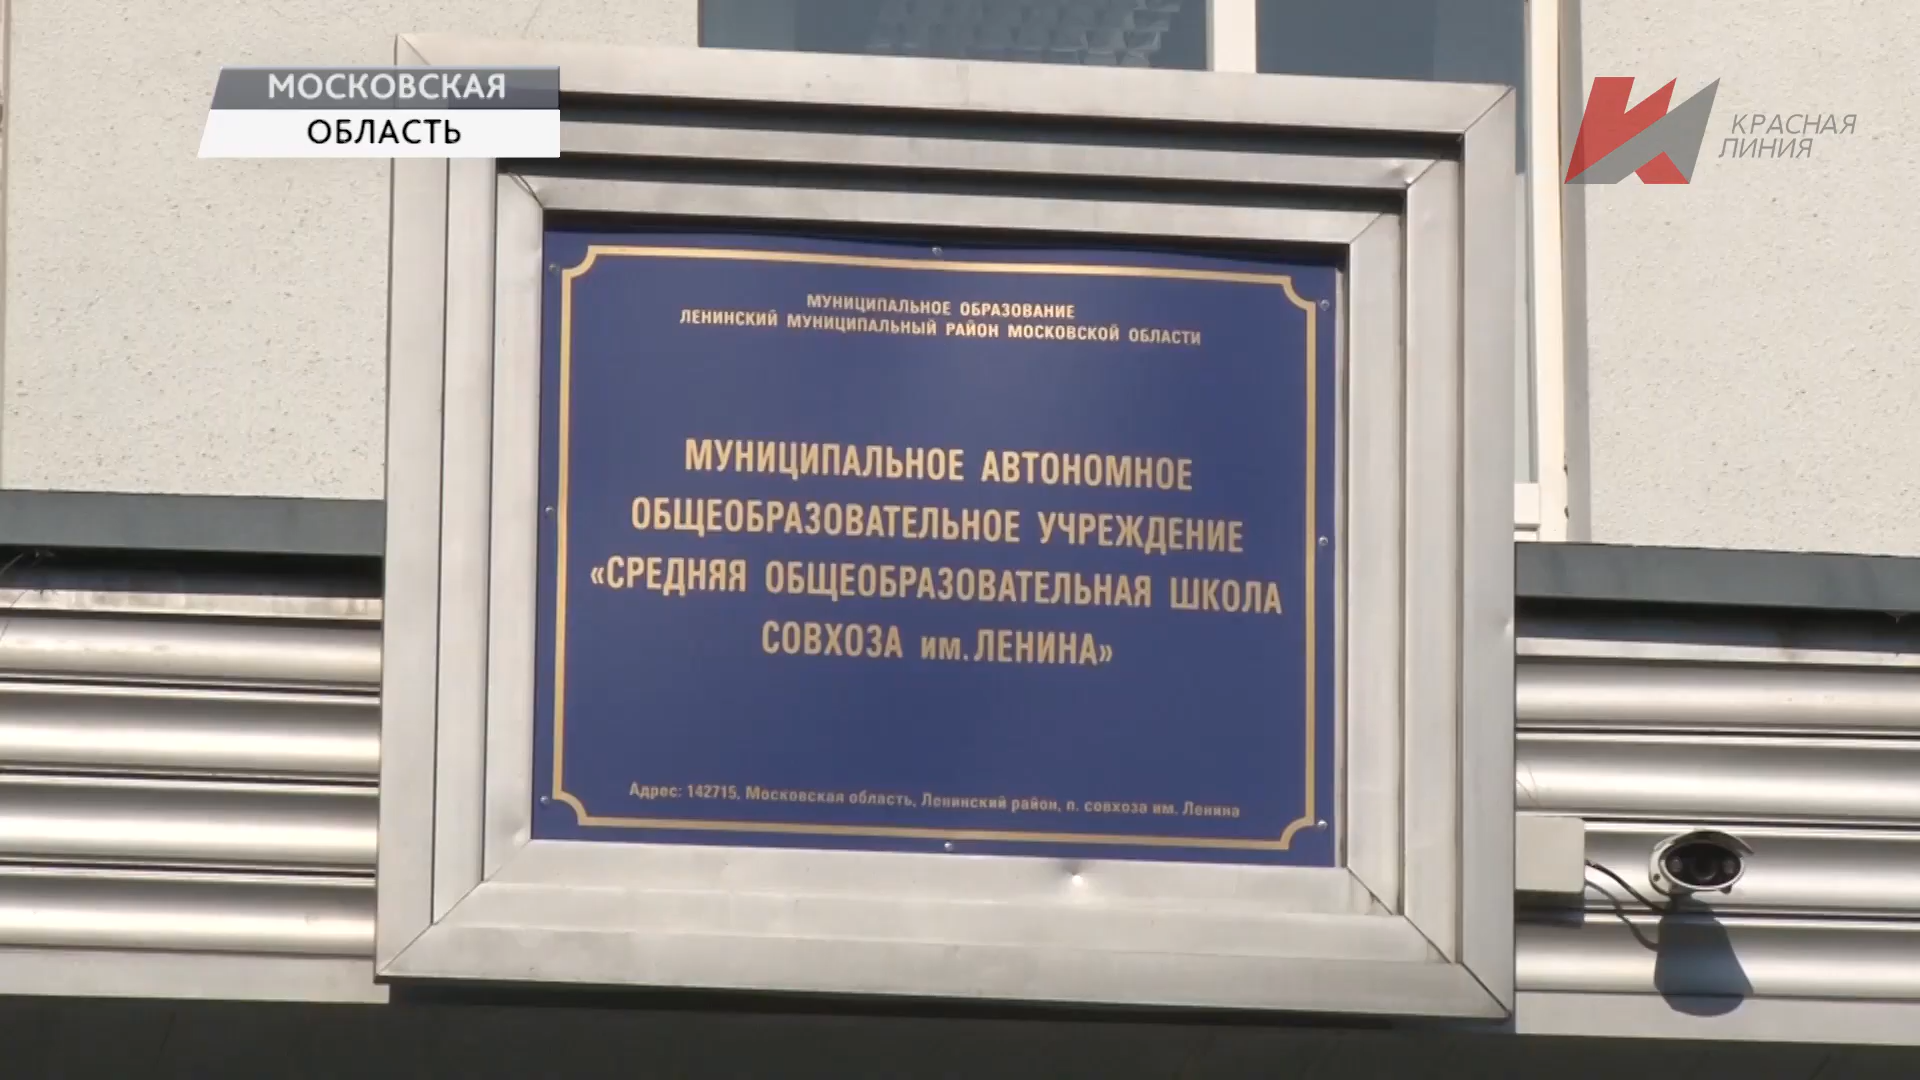 МОСКОВСКАЯ
ОБЛАСТЬ
КРАСНАЯ
ЛИНИЯ
МУНИЦИПАЛЬНОЕ ОБРАЗОВАНИЕ
ЛЕНИНСКИЙ МУНИЦИПАЛЬНЫЙ РАЙОН МОСКОВСКОЙ ОБЛАСТИ
МУНИЦИПАЛЬНОЕ АВТОНОМНОЕ
ОБЩЕОБРАЗОВАТЕЛЬНОЕ УЧРЕЖДЕНИЕ
«СРЕДНЯЯ ОБЩЕОБРАЗОВАТЕЛЬНАЯ ШКОЛА
СОВХОЗА им. ЛЕНИНА»
Адрес: 142715, Московская область, Ленинский район, п. совхоза им. Ленина